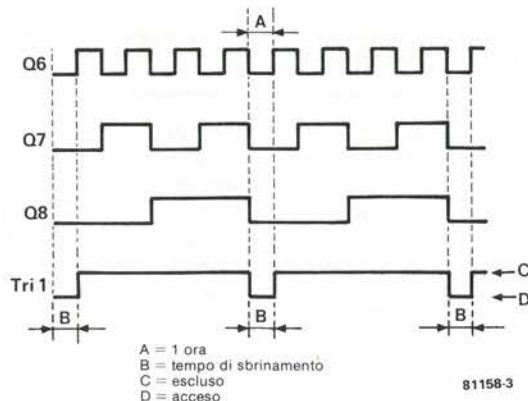 A
Q6
Q7
Q8
Tri 1
C
D
B
B
B
A = 1 ora
B = tempo di sbrinamento
C = escluso
D = acceso
81158-3